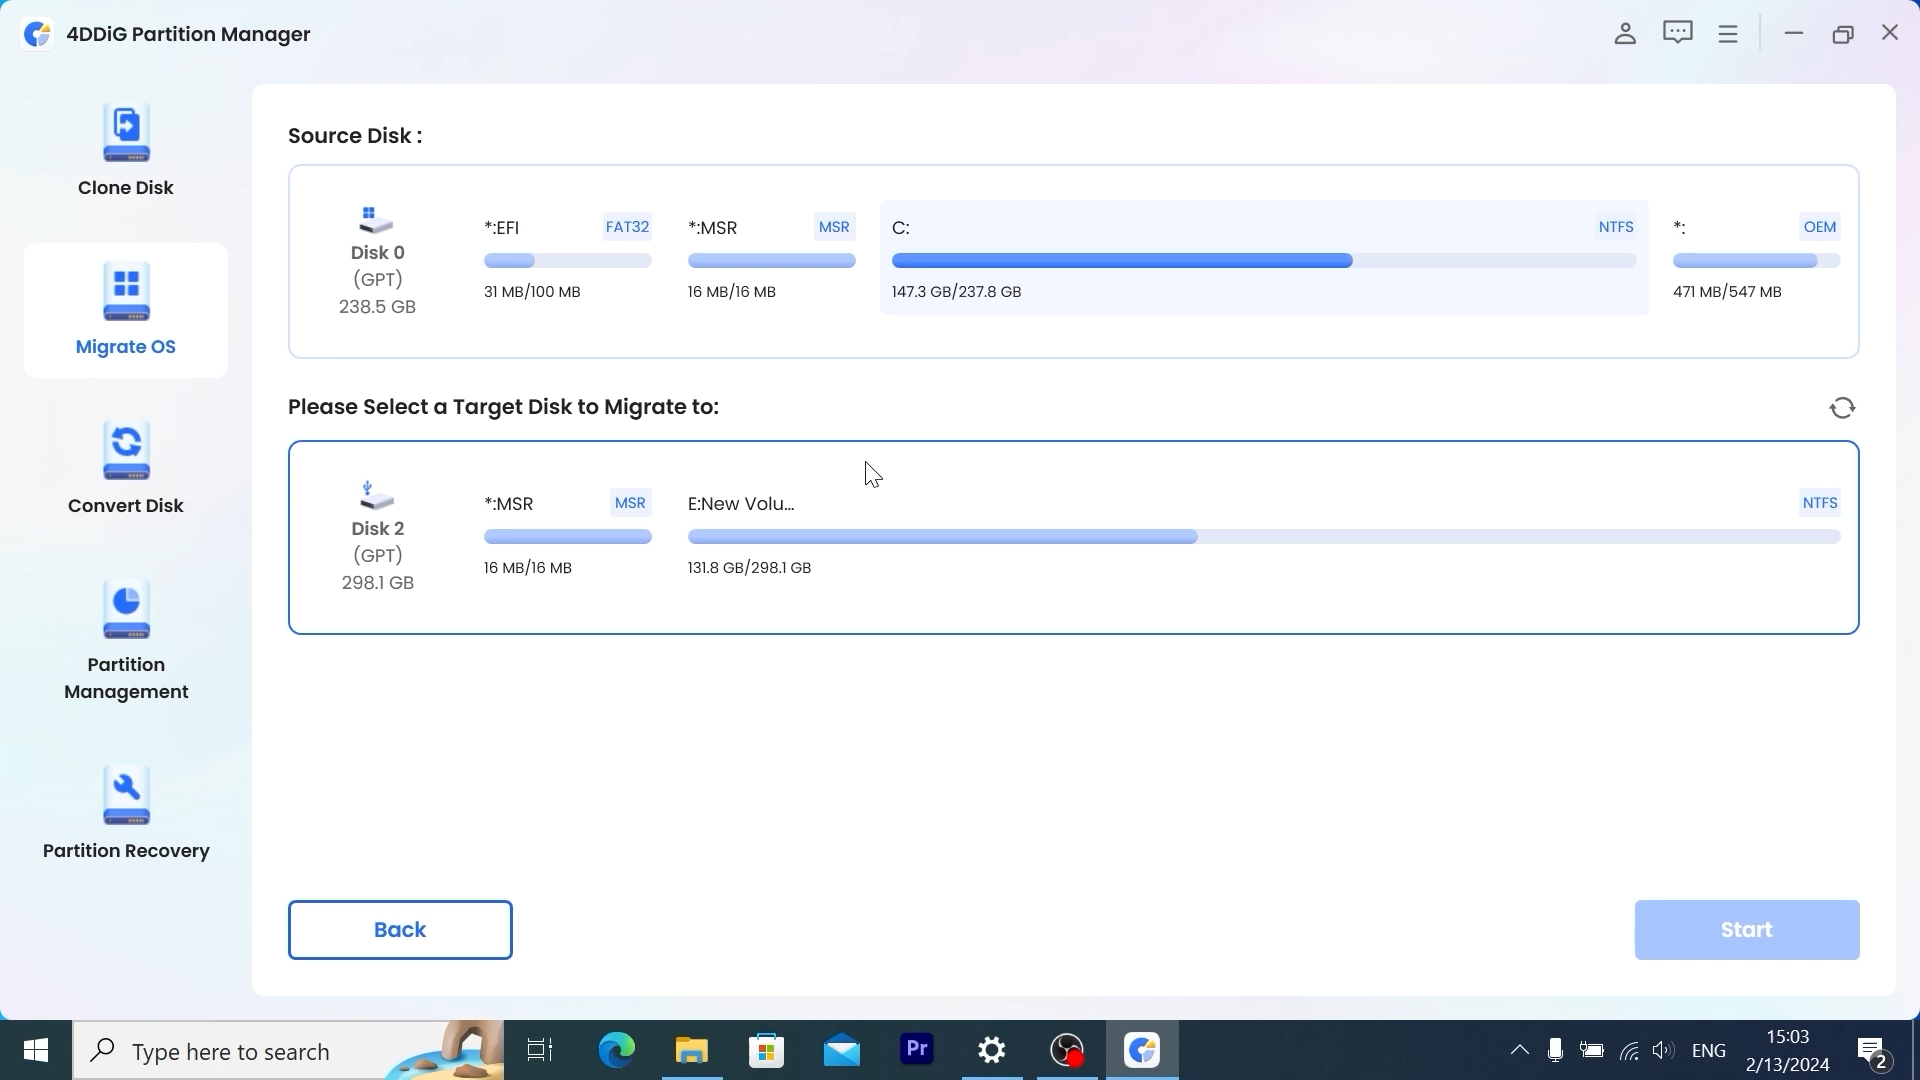 4DDiG Partition Manager
Clone Disk
Migrate OS
Convert Disk
Partition
Management
Partition Recovery
Source Disk :
Disk 0
(GPT)
238.5 GB
*:EFI
FAT32
31 MB/100 MB
*:MSR
MSR
16 MB/16 MB
C:
NTFS
147.3 GB/237.8 GB
*:
OEM
471 MB/547 MB
Please Select a Target Disk to Migrate to:
Disk 2
(GPT)
298.1 GB
*:MSR
MSR
16 MB/16 MB
E:New Volu...
NTFS
131.8 GB/298.1 GB
Back
Start
Type here to search
Pr
ENG
15:03
2/13/2024
2